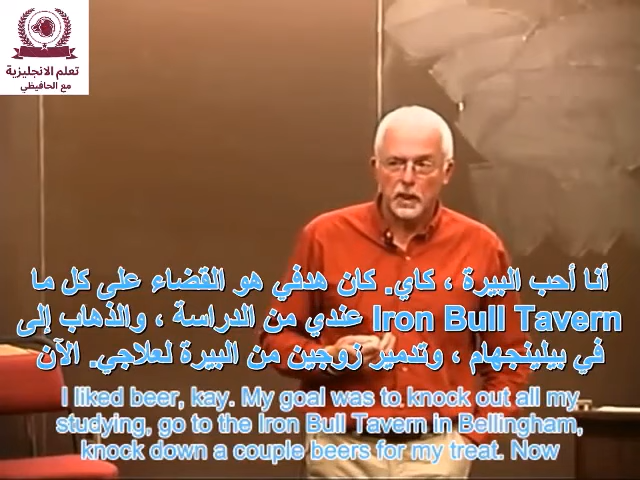 تعلم الانجليزية
مع الحافيظي
أنا أحب البيرة ، كاي. كان هدفي هو القضاء على كل ما
عندي من الدراسة ، والذهاب إلى Iron Bull Tavern
في بيلينجهام ، وتدمير زوجين من البيرة لعلاجي. الآن
I liked beer, kay. My goal was to knock out all my
studying, go to the Iron Bull Tavern in Bellingham,
knock down a couple beers for my treat. Now